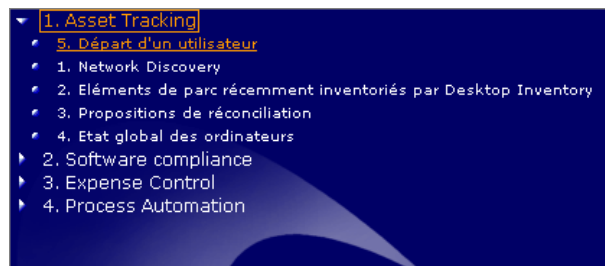 1. Asset Tracking
5. Départ d'un utilisateur
1. Network Discovery
2. Eléments de parc récemment inventoriés par Desktop Inventory
3. Propositions de réconciliation
4. Etat global des ordinateurs
2. Software compliance
3. Expense Control
4. Process Automation